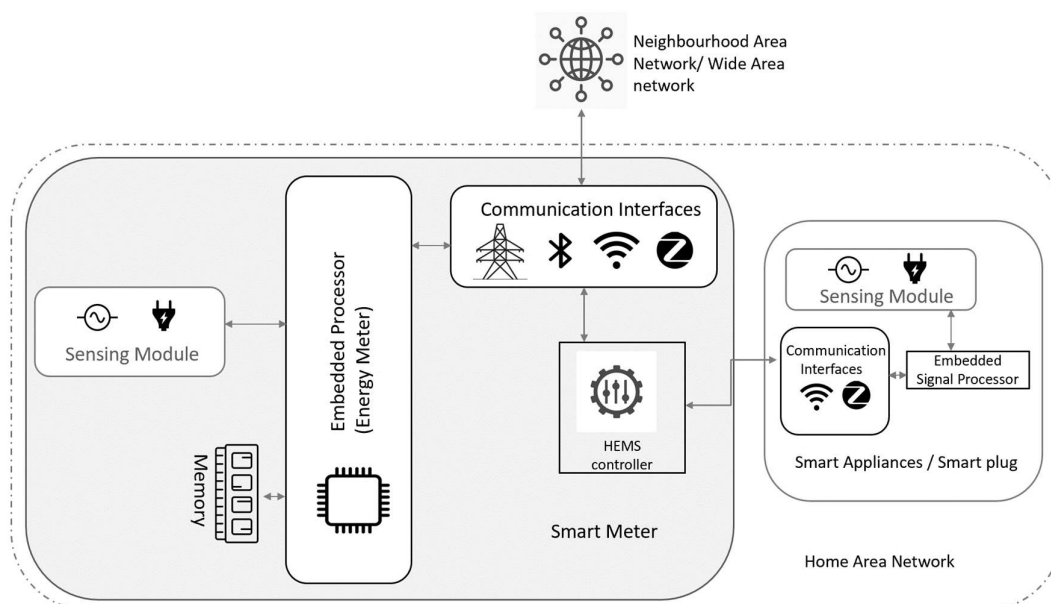 Neighbourhood Area
Network/ Wide Area
network
Communication Interfaces
Sensing Module
Embedded Processor
(Energy Meter)
Memory
HEMS
controller
Smart Meter
Sensing Module
Communication
Interfaces
Embedded
Signal Processor
Smart Appliances / Smart plug
Home Area Network